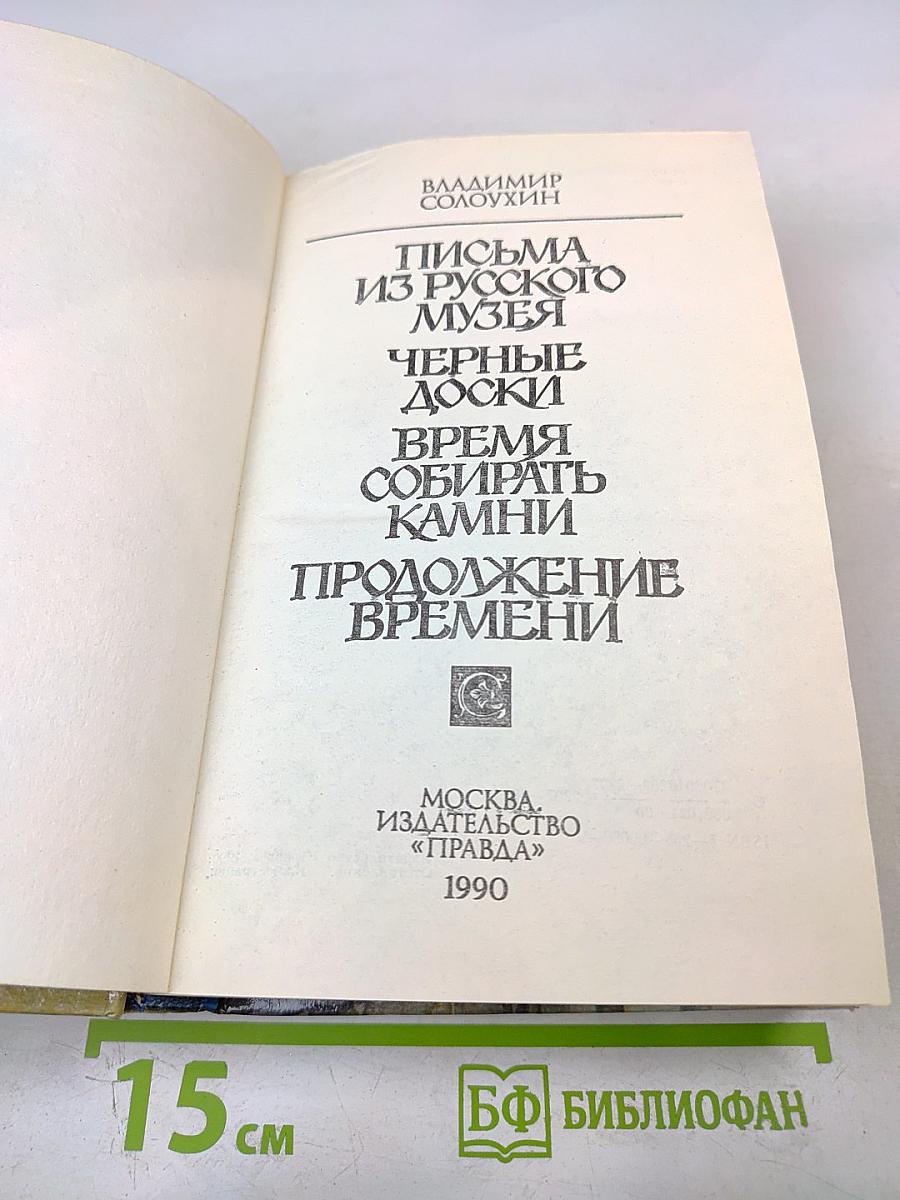 ВЛАДИМИР
СОЛОУХИН
ПИСЬМА
ИЗ РУССКОГО
МУЗЕЯ
ЧЕРНЫЕ
ДОСКИ
ВРЕМЯ
СОБИРАТЬ
КАМНИ
ПРОДОЛЖЕНИЕ
ВРЕМЕНИ
МОСКВА.
ИЗДАТЕЛЬСТВО
«ПРАВДА»
1990
15 см
БФ БИБЛИОФАН